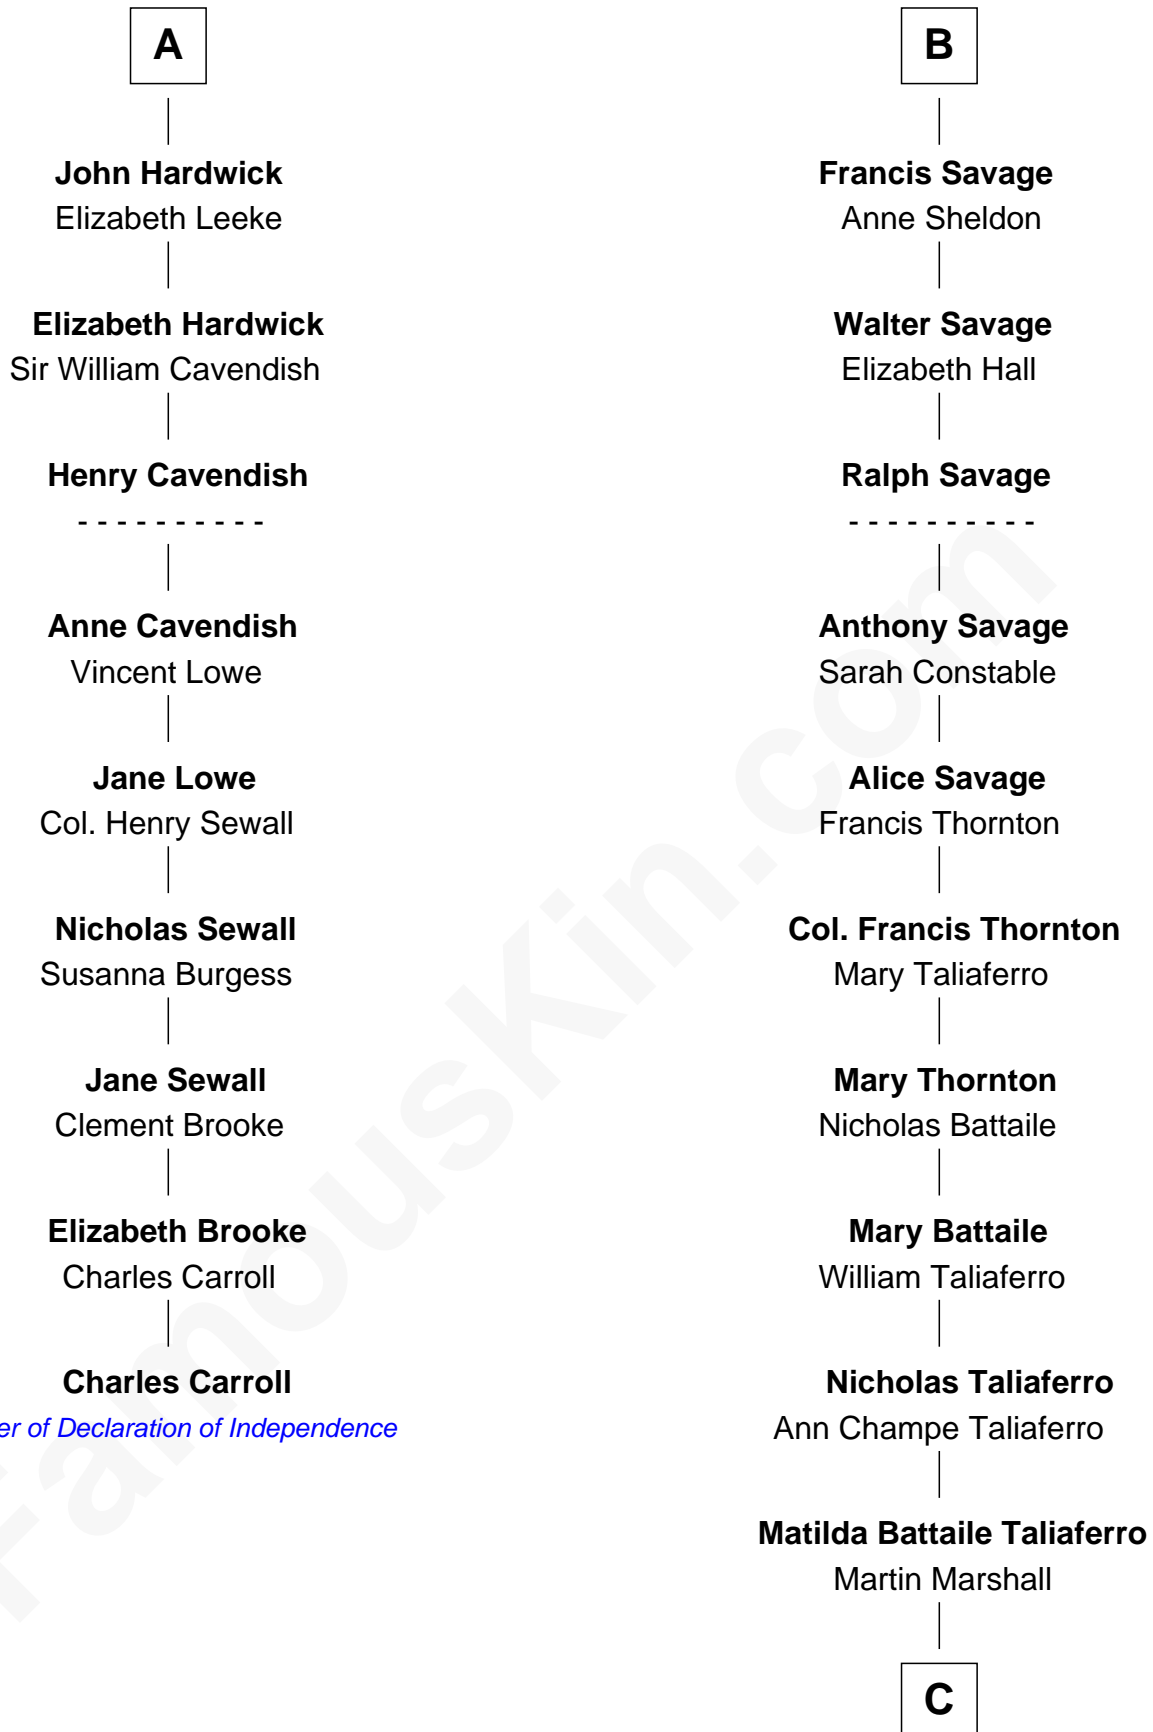 A
John Hardwick
Elizabeth Leeke
Elizabeth Hardwick
Sir William Cavendish
Henry Cavendish
- - - - - - - - - -
Anne Cavendish
Vincent Lowe
Jane Lowe
Col. Henry Sewall
Nicholas Sewall
Susanna Burgess
Jane Sewall
Clement Brooke
Elizabeth Brooke
Charles Carroll
Charles Carroll
of Declaration of Independence
B
Francis Savage
Anne Sheldon
Walter Savage
Elizabeth Hall
Ralph Savage
- - - - - - - - - -
Anthony Savage
Sarah Constable
Alice Savage
Francis Thornton
Col. Francis Thornton
Mary Taliaferro
Mary Thornton
Nicholas Battaile
Mary Battaile
William Taliaferro
Nicholas Taliaferro
Ann Champe Taliaferro
Matilda Battaile Taliaferro
Martin Marshall
C
FamousKin.com